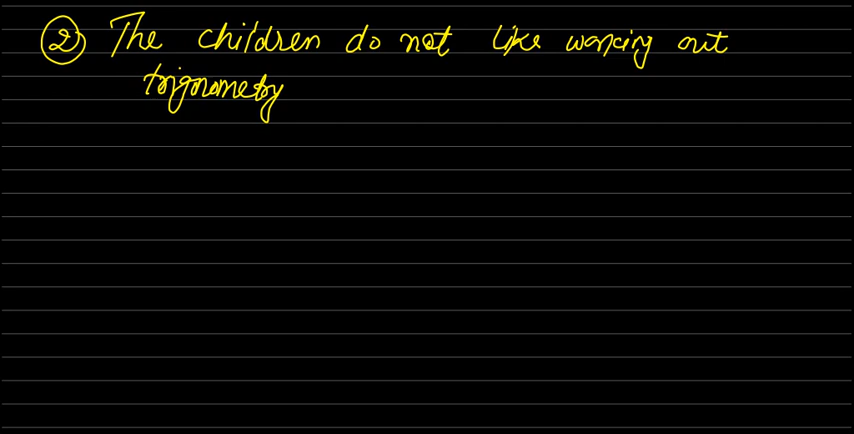 ② The children do not like working out
trigonometry